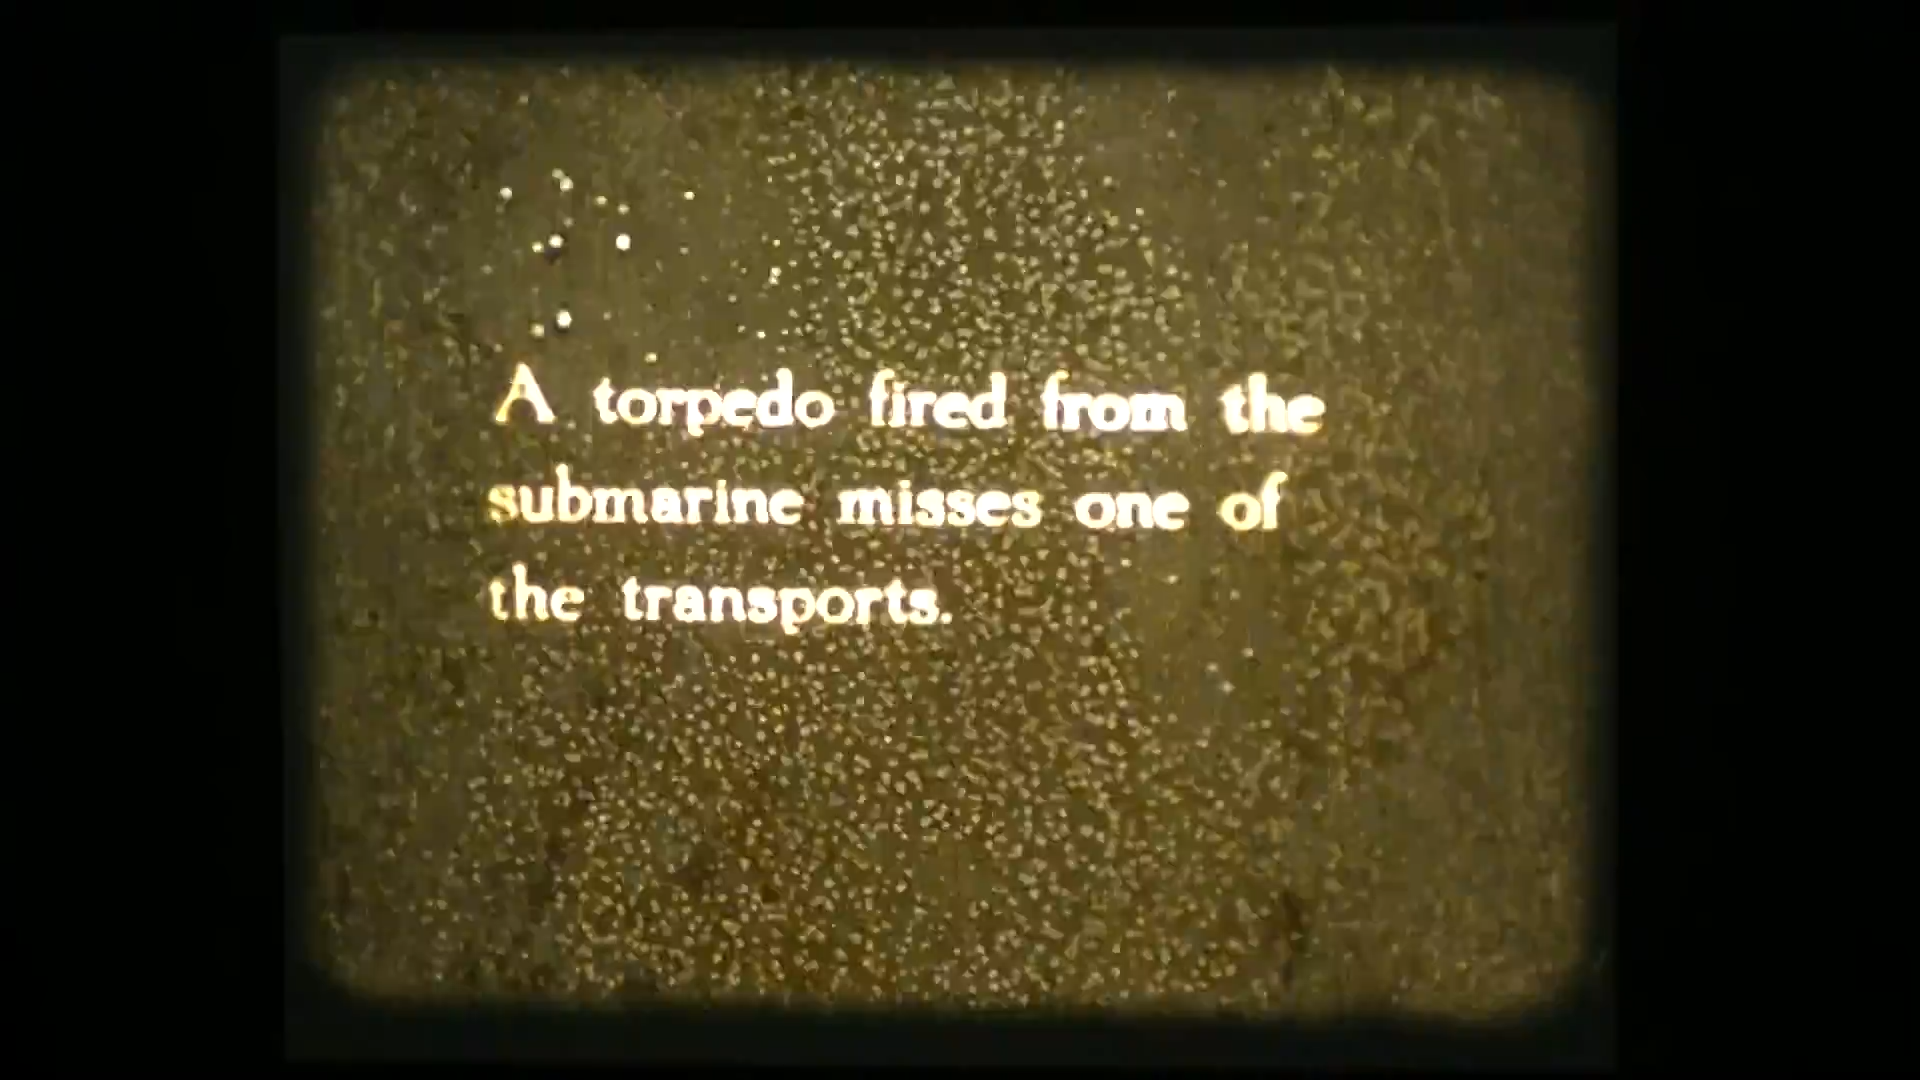 A torpedo fired from the
submarine misses one of
the transports.